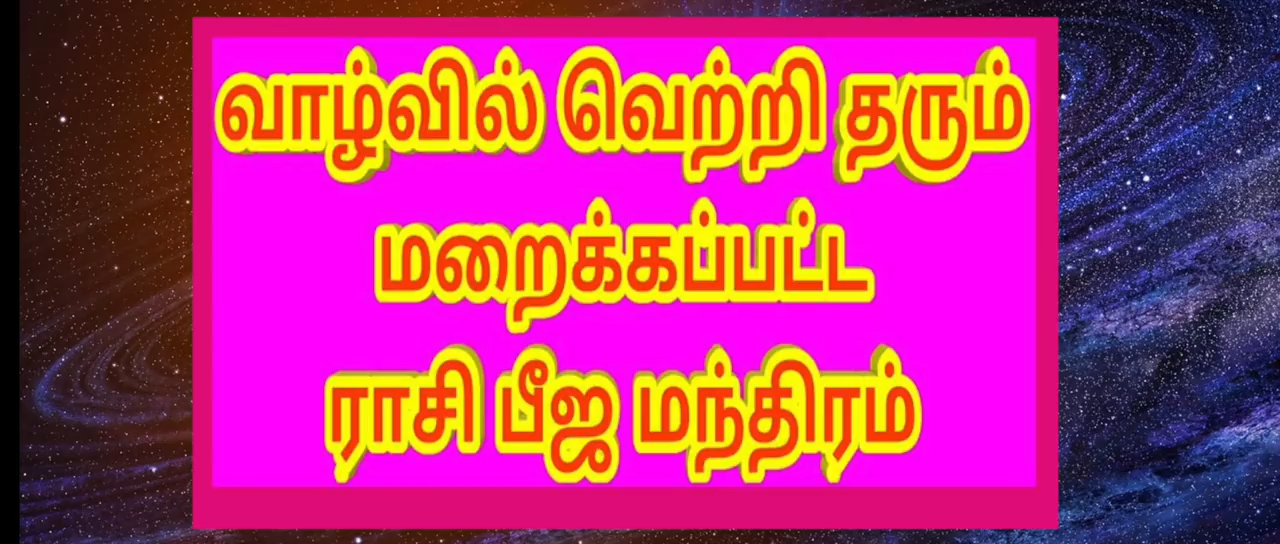 வாழ்வில் வெற்றி தரும்
மறைக்கப்பட்ட
ராசி பீஜ மந்திரம்